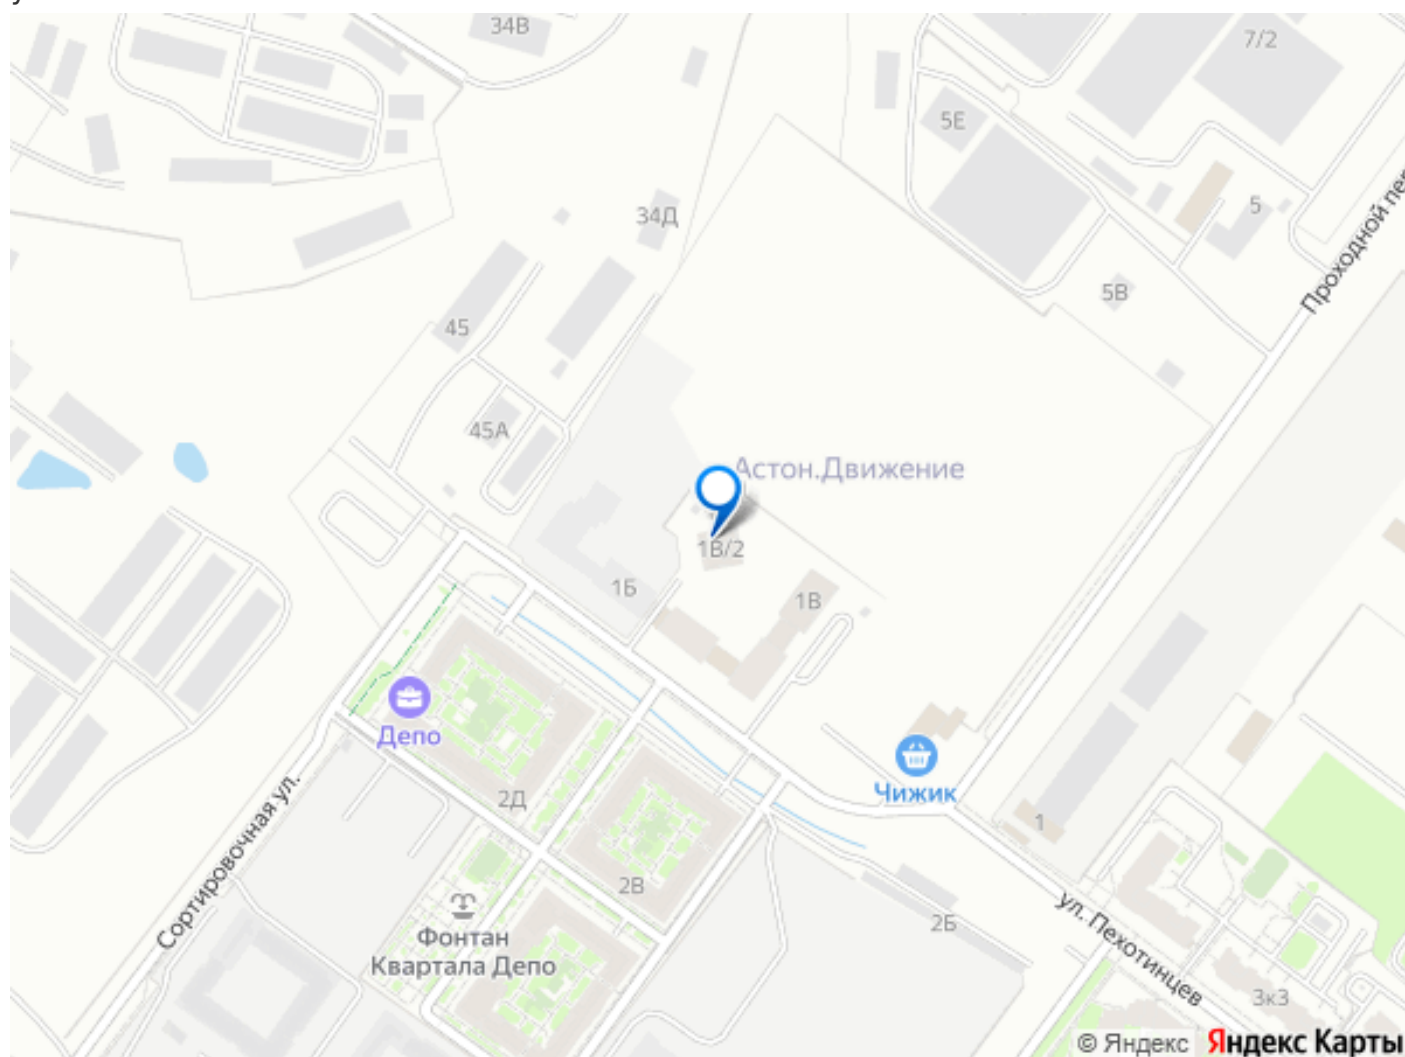 34В
7/2
5Е
34Д
5
Проходной пер
5В
45
45А
Астон.Движение
1В/2
1Б
1В
Депо
Чижик
2Д
1
Сортировочная ул.
2В
ул. Пехотинцев
2Б
Фонтан
Квартала Депо
3к3
© Яндекс Яндекс Карты